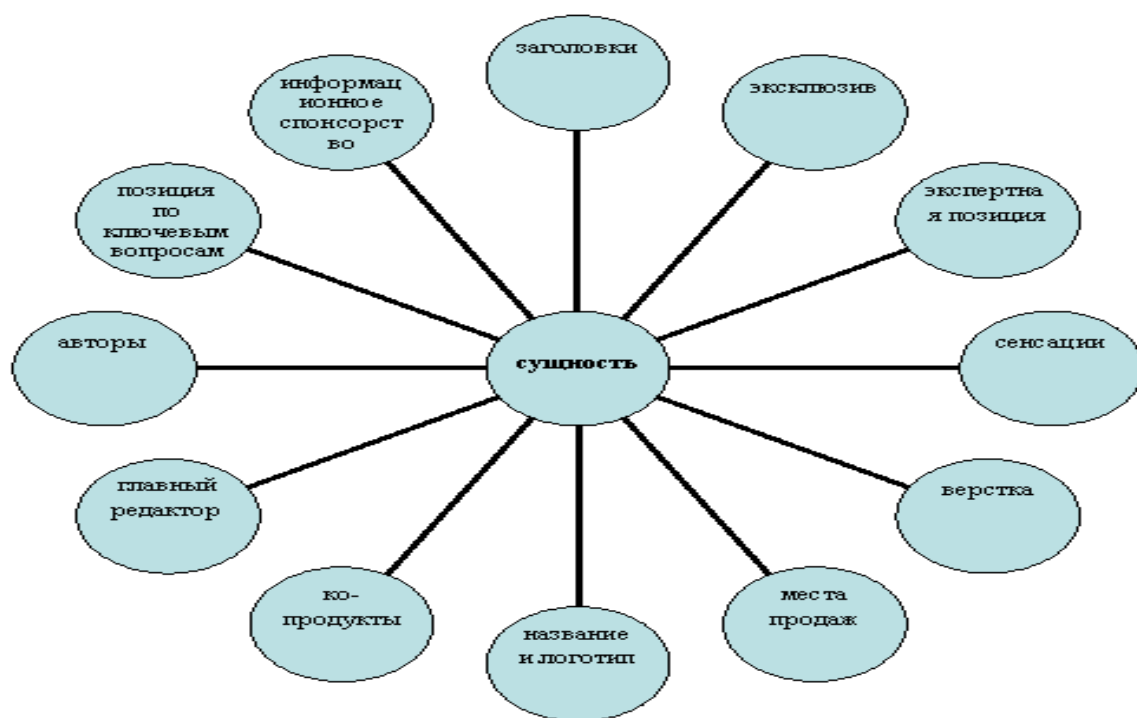 заголовки
эксклюзив
экспертна
я позиция
сенсации
верстка
места
продаж
название
и логотип
ко-
продукты
главный
редактор
авторы
позиция
по
ключевым
вопросам
информац
ионное
спонсорст
во
сущность